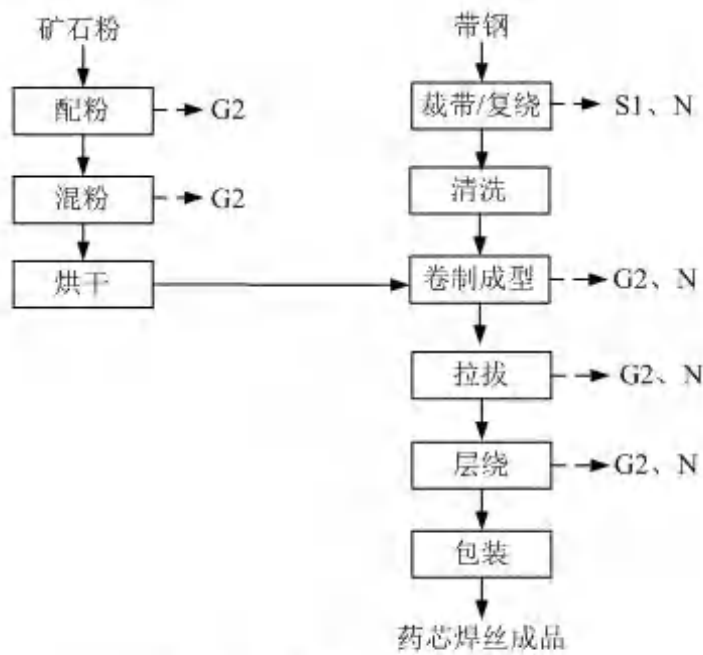 矿石粉
配粉
G2
混粉
G2
烘干
带钢
裁带/复绕
S1、N
清洗
卷制成型
G2、N
拉拔
G2、N
层绕
G2、N
包装
药芯焊丝成品